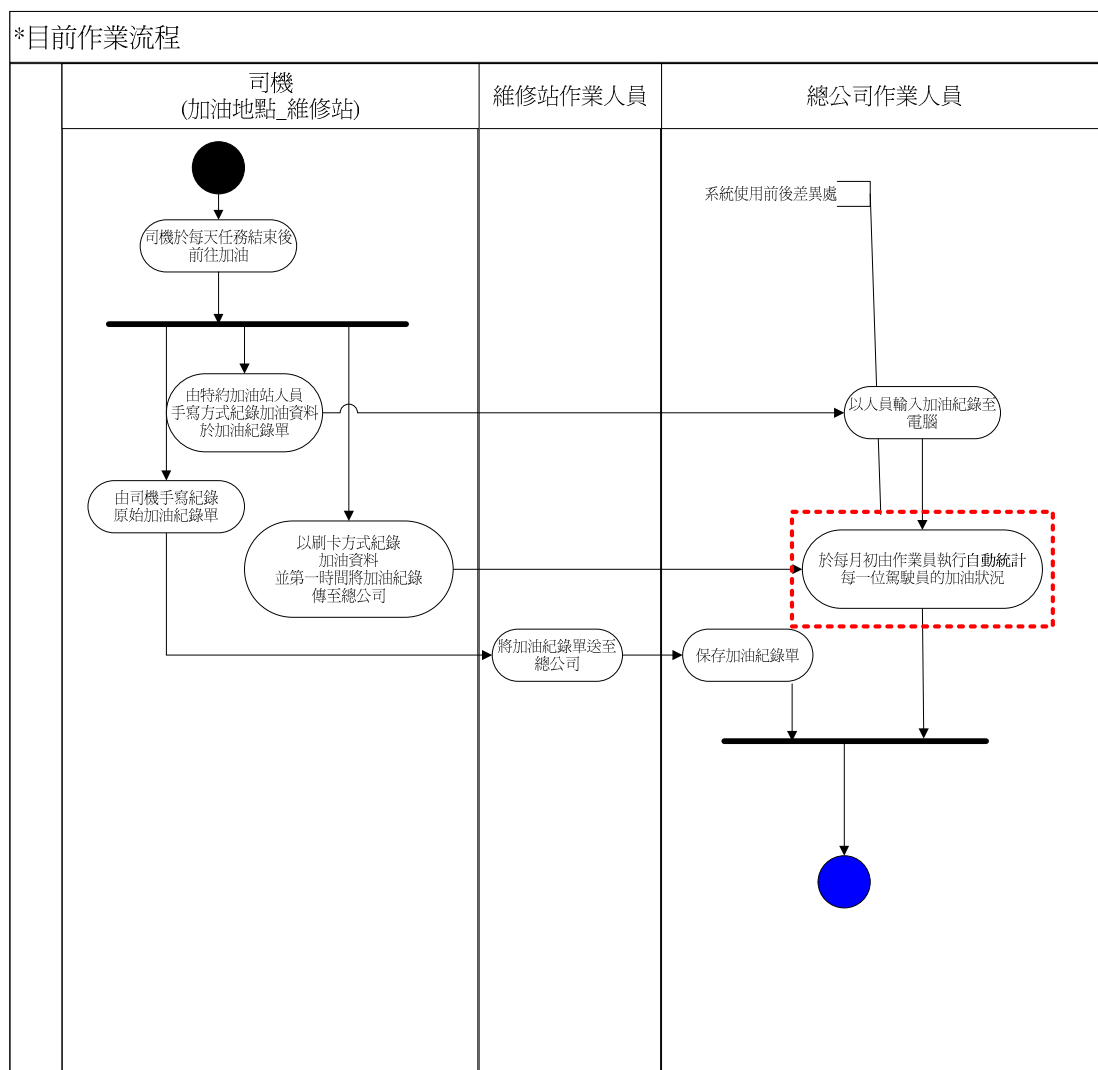 *目前作業流程
司機
(加油地點_維修站)
維修站作業人員
總公司作業人員
系統使用前後差異處
司機於每天任務結束後
前往加油
由特約加油站人員
手寫方式紀錄加油資料
於加油紀錄單
以人員輸入加油紀錄至
電腦
由司機手寫紀錄
原始加油紀錄單
以刷卡方式紀錄
加油資料
並第一時間將加油紀錄
傳至總公司
於每月初由作業員執行自動統計
每一位駕駛員的加油狀況
將加油紀錄單送至
總公司
保存加油紀錄單